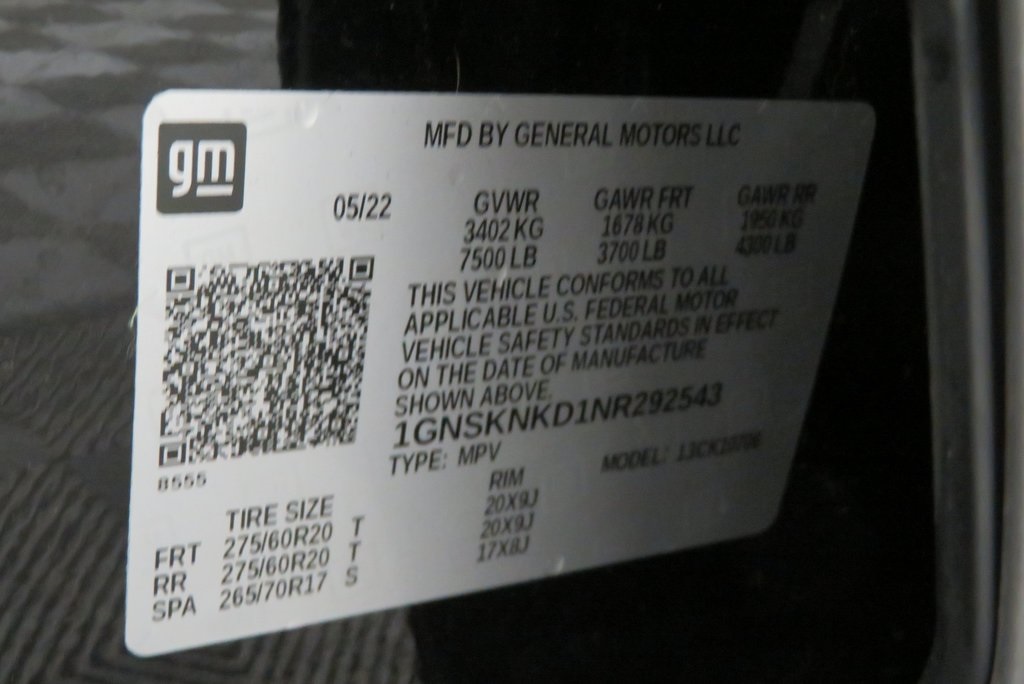 gm
MFD BY GENERAL MOTORS LLC
05/22 GVWR GAWR FRT GAWR RR
3402 KG 1678 KG 1950 KG
7500 LB 3700 LB 4300 LB
THIS VEHICLE CONFORMS TO ALL
APPLICABLE U.S. FEDERAL MOTOR
VEHICLE SAFETY STANDARDS IN EFFECT
ON THE DATE OF MANUFACTURE
SHOWN ABOVE.
1GNSKNKD1NR292543
TYPE: MPV MODEL: 13CK10706
8555
TIRE SIZE RIM
FRT 275/60R20 T 20X9J
RR 275/60R20 T 20X9J
SPA 265/70R17 S 17X8J